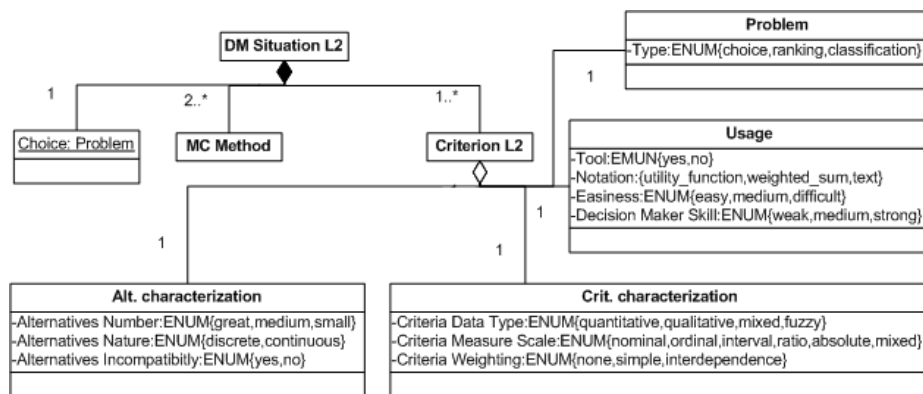 DM Situation L2
1
2..*
1..*
Choice: Problem
MC Method
Criterion L2
Problem
-Type:ENUM{choice,ranking,classification}
1
Usage
-Tool:EMUN{yes,no}
-Notation:{utility_function,weighted_sum,text}
-Easiness:ENUM{easy,medium,difficult}
-Decision Maker Skill:ENUM{weak,medium,strong}
1
1
1
Alt. characterization
-Alternatives Number:ENUM{great,medium,small}
-Alternatives Nature:ENUM{discrete,continuous}
-Alternatives Incompatibitly:ENUM{yes,no}
Crit. characterization
-Criteria Data Type:ENUM{quantitative,qualitative,mixed,fuzzy}
-Criteria Measure Scale:ENUM{nominal,ordinal,interval,ratio,absolute,mixed}
-Criteria Weighting:ENUM{none,simple,interdependence}